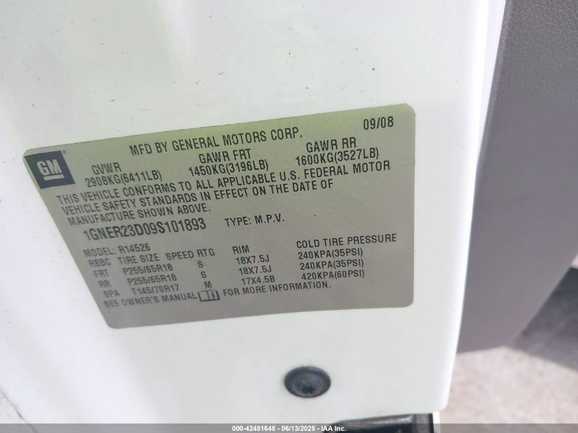 GM
MFD BY GENERAL MOTORS CORP. 09/08
GVWR GAWR FRT GAWR RR
2908KG(6411LB) 1450KG(3196LB) 1600KG(3527LB)
THIS VEHICLE CONFORMS TO ALL APPLICABLE U.S. FEDERAL MOTOR
VEHICLE SAFETY STANDARDS IN EFFECT ON THE DATE OF
MANUFACTURE SHOWN ABOVE.
1GNER23D09S101893 TYPE: M.P.V.
MODEL: R14526
REBC TIRE SIZE SPEED RTG RIM COLD TIRE PRESSURE
FRT P255/65R18 S 18X7.5J 240KPA(35PSI)
RR P255/65R18 S 18X7.5J 240KPA(35PSI)
SPA T145/70R17 M 17X4.5B 420KPA(60PSI)
SEE OWNER'S MANUAL FOR MORE INFORMATION.
000-42481648 - 06/13/2025 - IAA Inc.